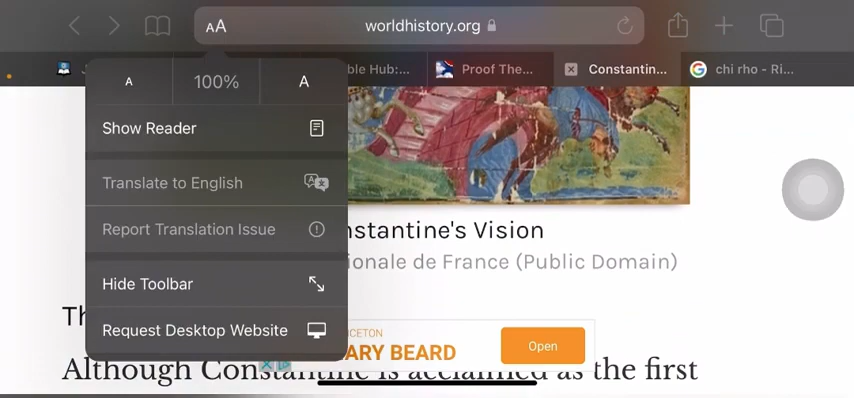 AA
worldhistory.org
ble Hub:...
Proof The...
Constantin...
chi rho - Ri...
A
100%
A
Show Reader
Translate to English
Report Translation Issue
Hide Toolbar
Request Desktop Website
nstantine's Vision
ionale de France (Public Domain)
Th
NCETON
ARY BEARD
Open
Although Constantine is acclaimed as the first